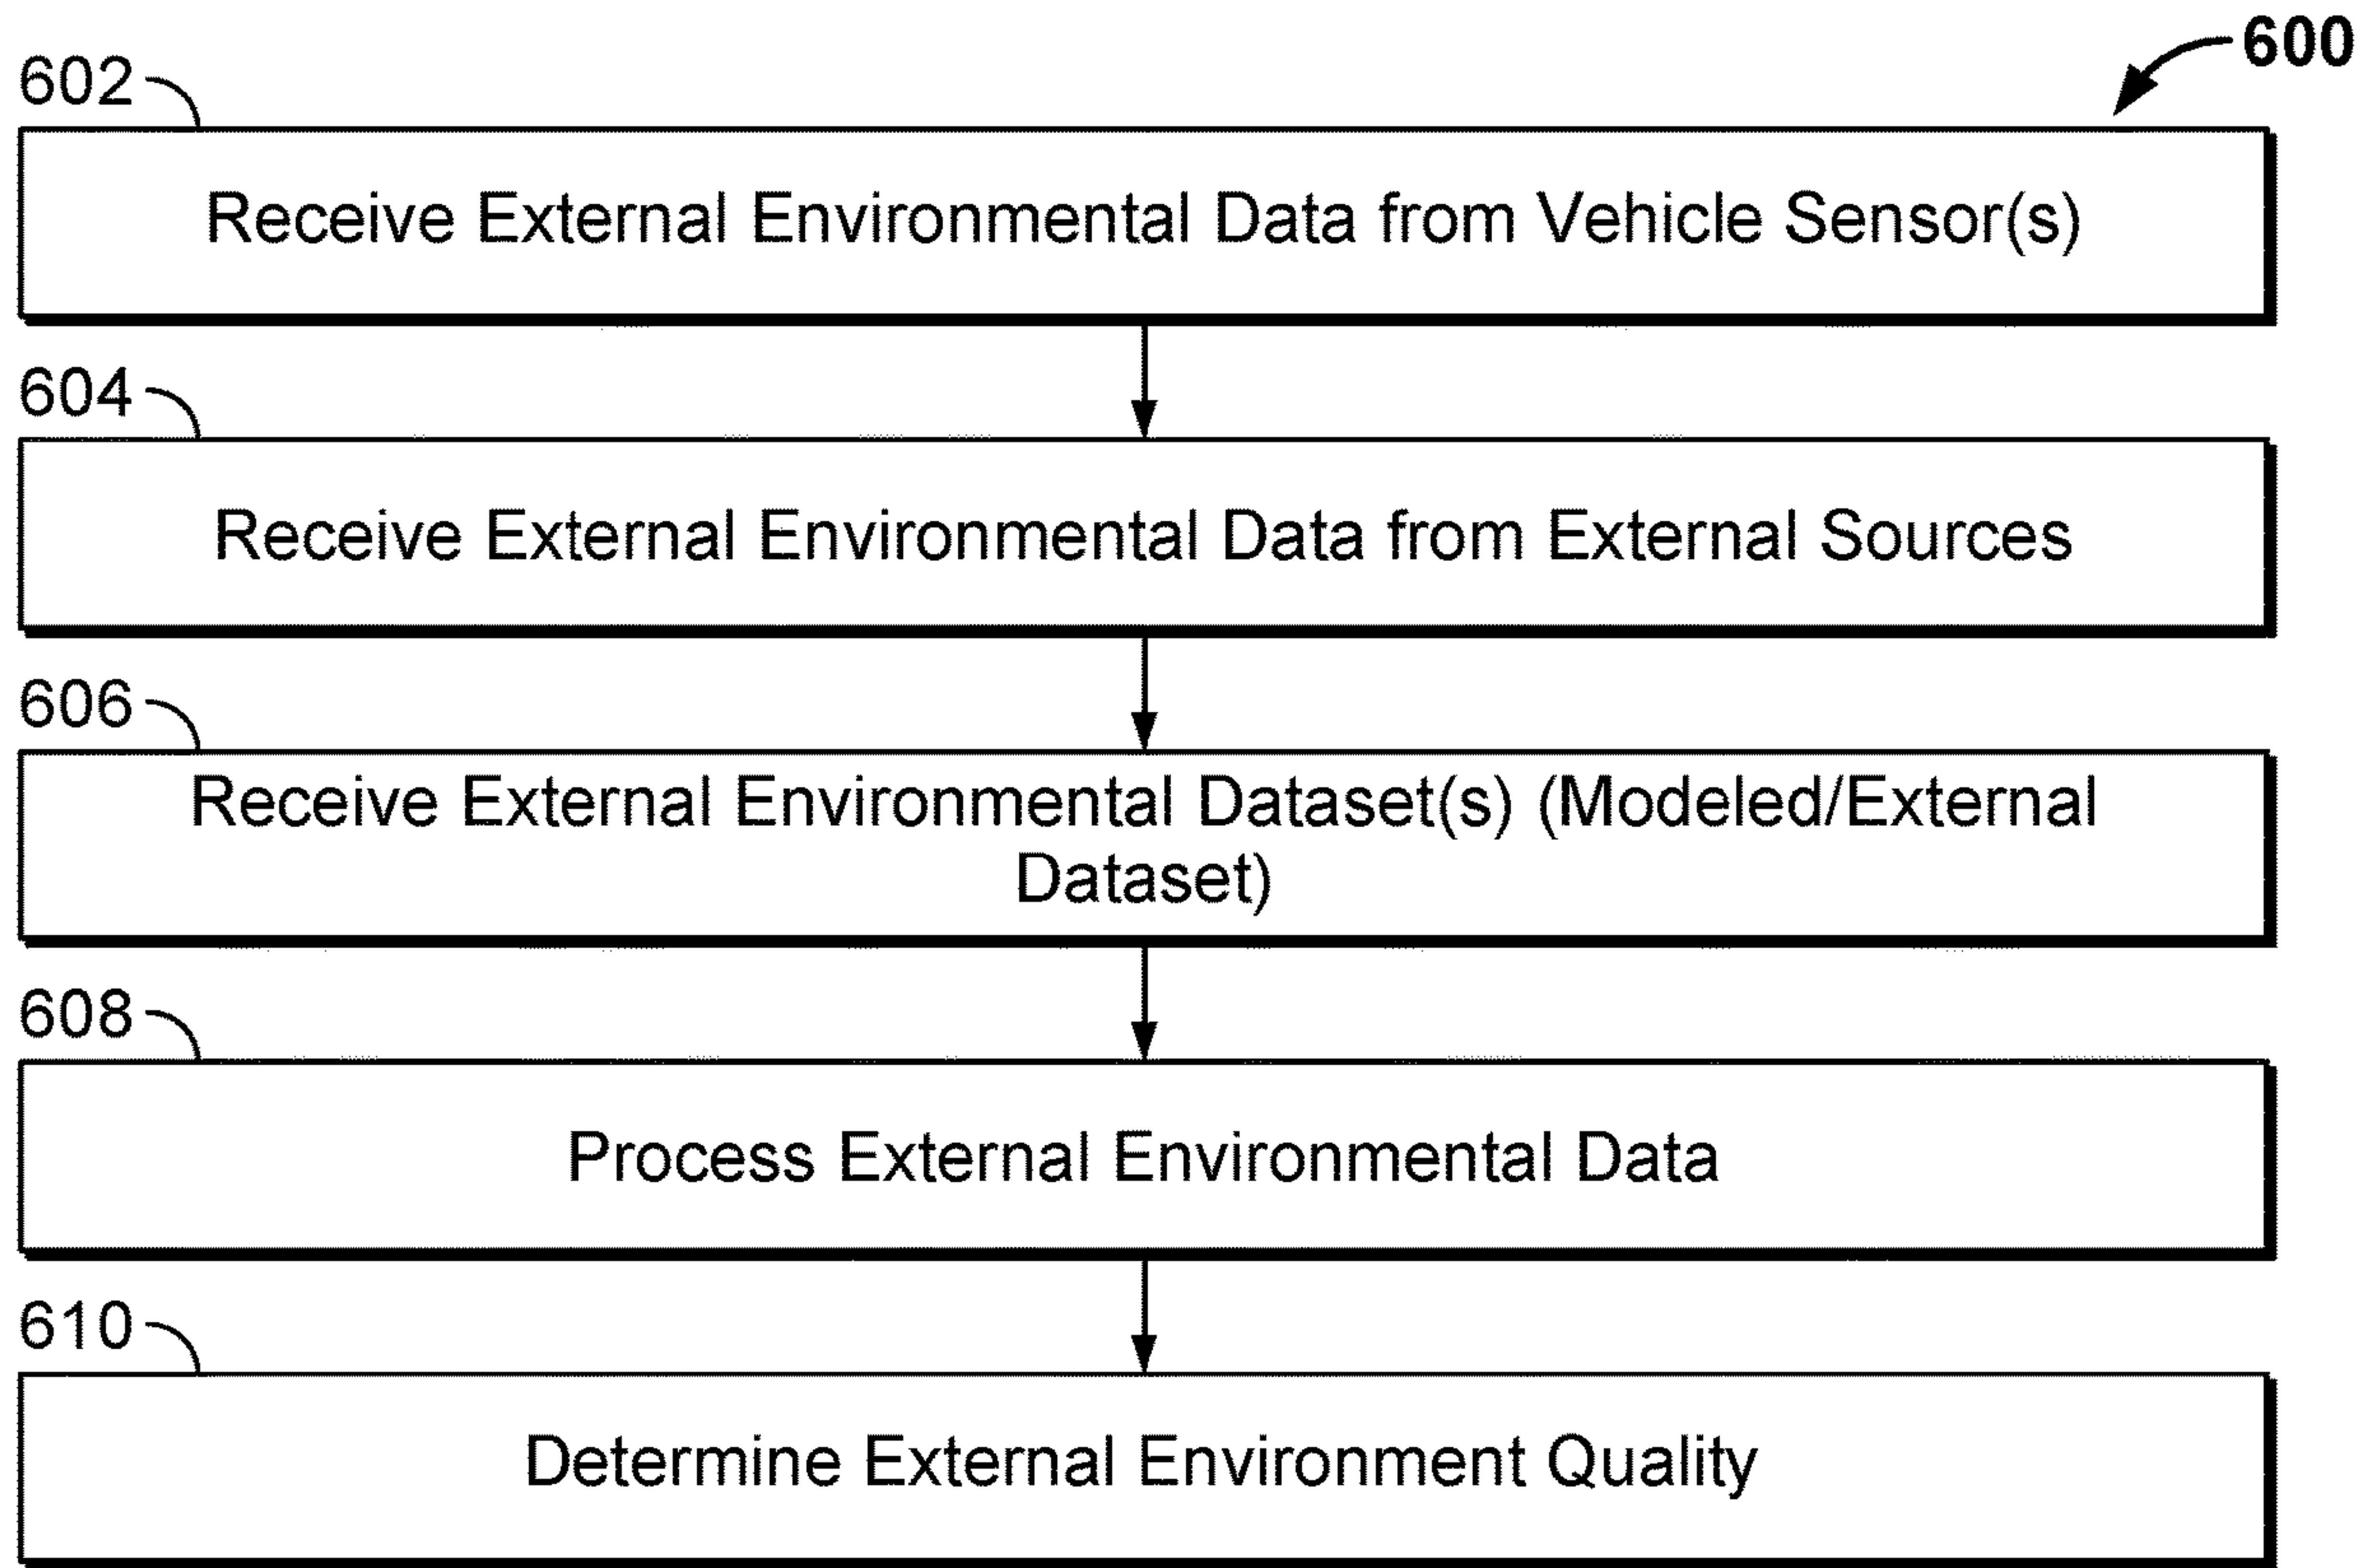 600
602
Receive External Environmental Data from Vehicle Sensor(s)
604
Receive External Environmental Data from External Sources
606
Receive External Environmental Dataset(s) (Modeled/External
Dataset)
608
Process External Environmental Data
610
Determine External Environment Quality